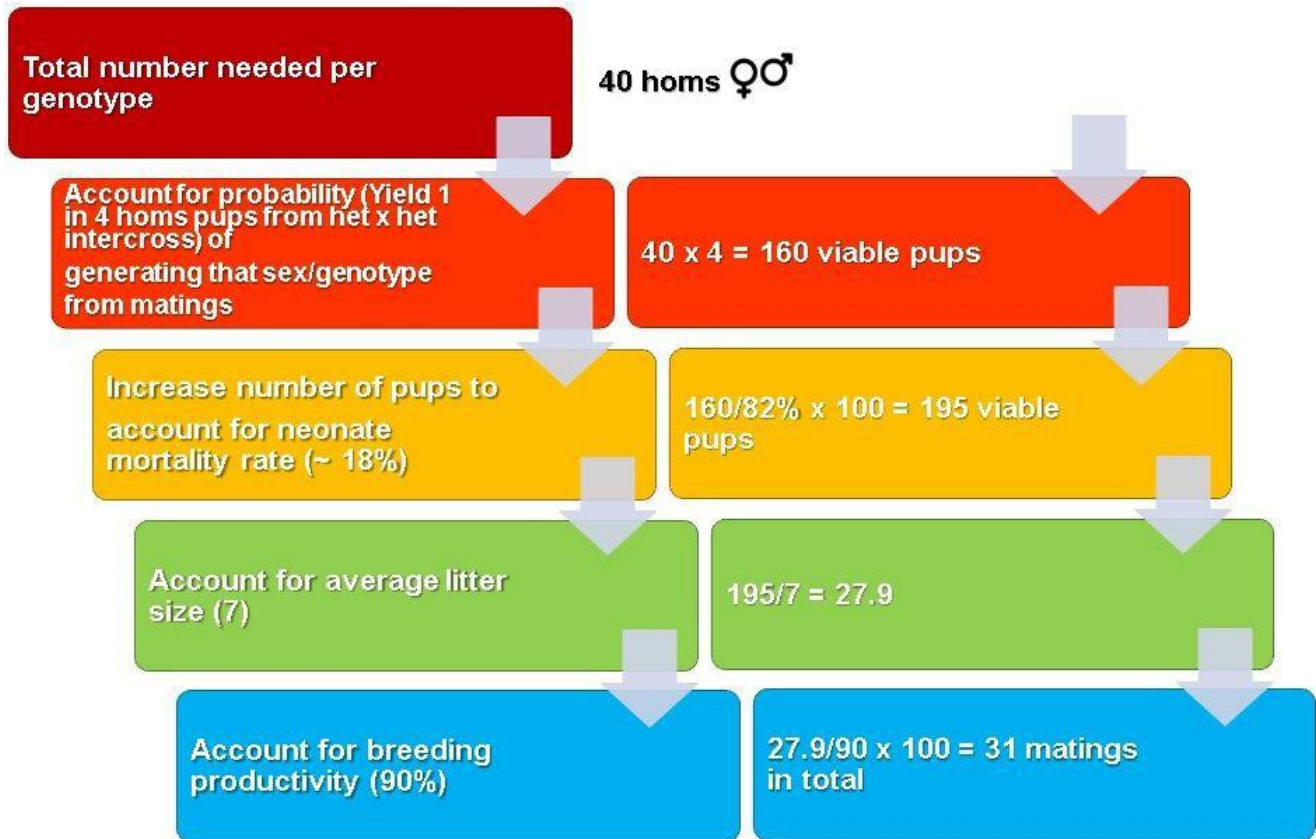 Total number needed per
genotype
40 homs ♀♂
Account for probability (Yield 1
in 4 homs pups from het x het
intercross) of
generating that sex/genotype
from matings
40 x 4 = 160 viable pups
Increase number of pups to
account for neonate
mortality rate (~ 18%)
160/82% x 100 = 195 viable
pups
Account for average litter
size (7)
195/7 = 27.9
Account for breeding
productivity (90%)
27.9/90 x 100 = 31 matings
in total